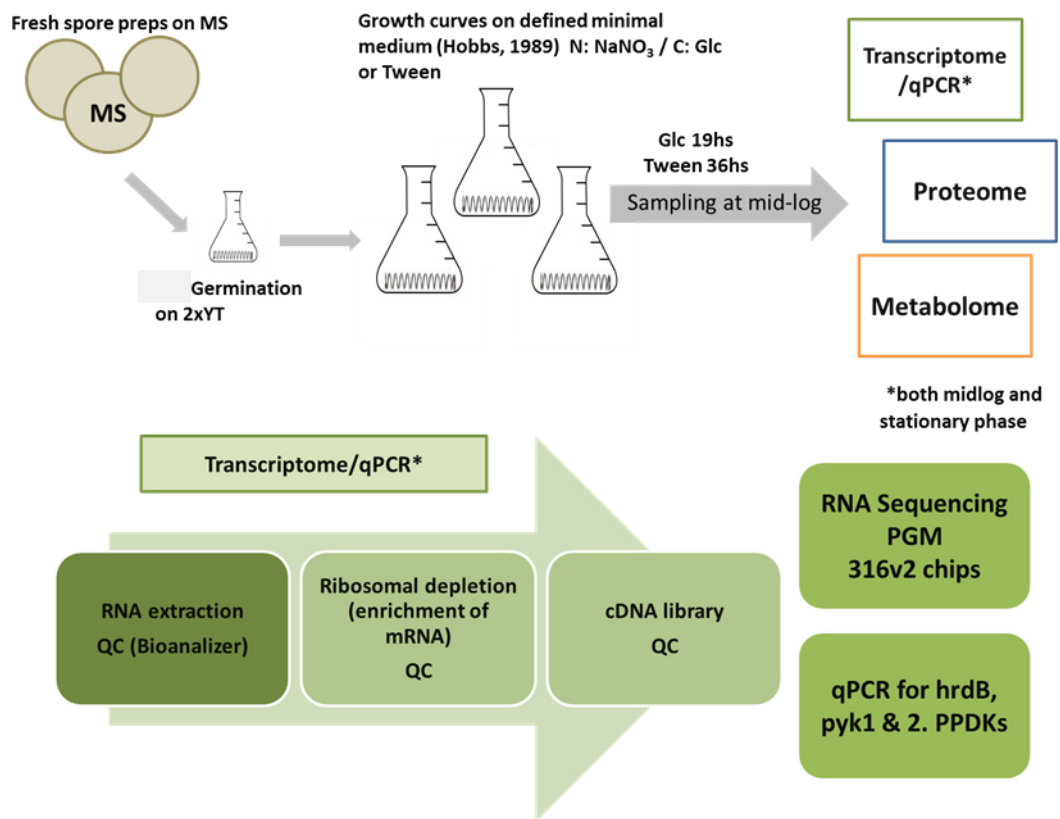 Fresh spore preps on MS
MS
Germination
on 2xYT
Growth curves on defined minimal
medium (Hobbs, 1989)  N: NaNO₃ / C: Glc
or Tween
Glc 19hs
Tween 36hs
Sampling at mid-log
Transcriptome
/qPCR*
Proteome
Metabolome
*both midlog and
stationary phase
Transcriptome/qPCR*
RNA extraction
QC (Bioanalizer)
Ribosomal depletion
(enrichment of
mRNA)
QC
cDNA library
QC
RNA Sequencing
PGM
316v2 chips
qPCR for hrdB,
pyk1 & 2. PPDKs